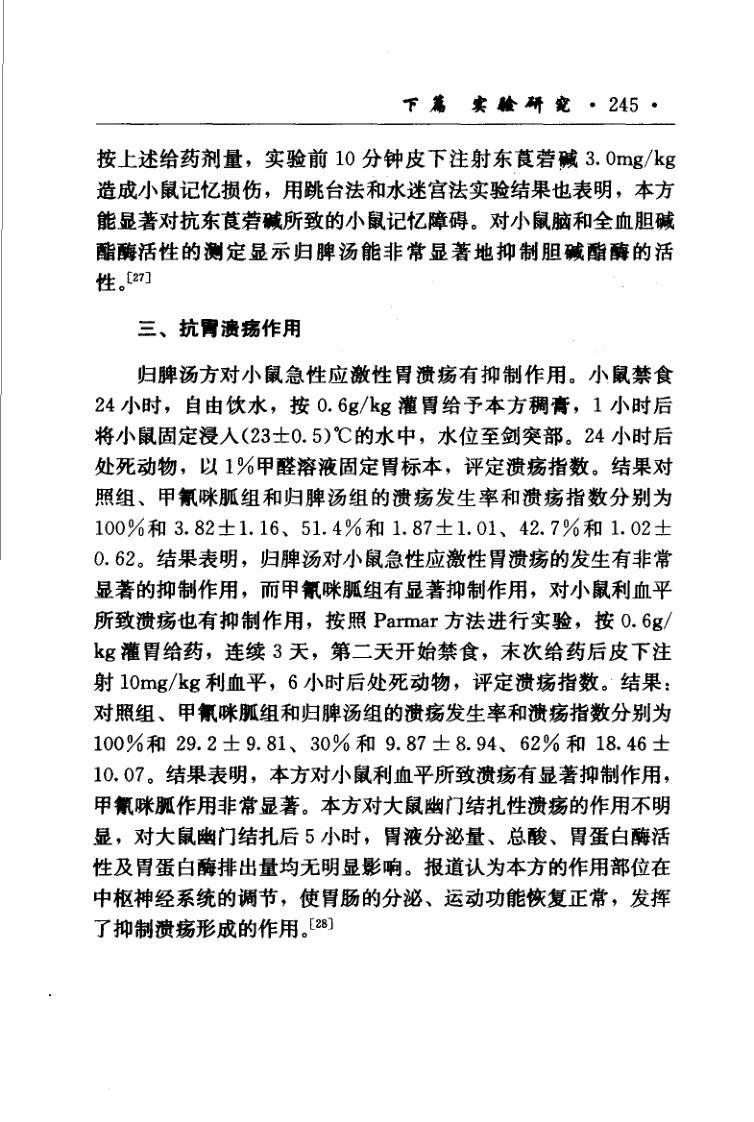 下篇 实验研究 · 245 ·
按上述给药剂量，实验前 10 分钟皮下注射东莨菪碱 3.0mg/kg
造成小鼠记忆损伤，用跳台法和水迷宫法实验结果也表明，本方
能显著对抗东莨菪碱所致的小鼠记忆障碍。对小鼠脑和全血胆碱
酯酶活性的测定显示归脾汤能非常显著地抑制胆碱酯酶的活
性。[27]
三、抗胃溃疡作用
归脾汤方对小鼠急性应激性胃溃疡有抑制作用。小鼠禁食
24 小时，自由饮水，按 0.6g/kg 灌胃给予本方稠膏，1 小时后
将小鼠固定浸入(23±0.5)℃的水中，水位至剑突部。24 小时后
处死动物，以 1%甲醛溶液固定胃标本，评定溃疡指数。结果对
照组、甲氰咪胍组和归脾汤组的溃疡发生率和溃疡指数分别为
100%和 3.82±1.16、51.4%和 1.87±1.01、42.7%和 1.02±
0.62。结果表明，归脾汤对小鼠急性应激性胃溃疡的发生有非常
显著的抑制作用，而甲氰咪胍组有显著抑制作用，对小鼠利血平
所致溃疡也有抑制作用，按照 Parmar 方法进行实验，按 0.6g/
kg 灌胃给药，连续 3 天，第二天开始禁食，末次给药后皮下注
射 10mg/kg 利血平，6 小时后处死动物，评定溃疡指数。结果：
对照组、甲氰咪胍组和归脾汤组的溃疡发生率和溃疡指数分别为
100%和 29.2±9.81、30%和 9.87±8.94、62%和 18.46±
10.07。结果表明，本方对小鼠利血平所致溃疡有显著抑制作用，
甲氰咪胍作用非常显著。本方对大鼠幽门结扎性溃疡的作用不明
显，对大鼠幽门结扎后 5 小时，胃液分泌量、总酸、胃蛋白酶活
性及胃蛋白酶排出量均无明显影响。报道认为本方的作用部位在
中枢神经系统的调节，使胃肠的分泌、运动功能恢复正常，发挥
了抑制溃疡形成的作用。[28]